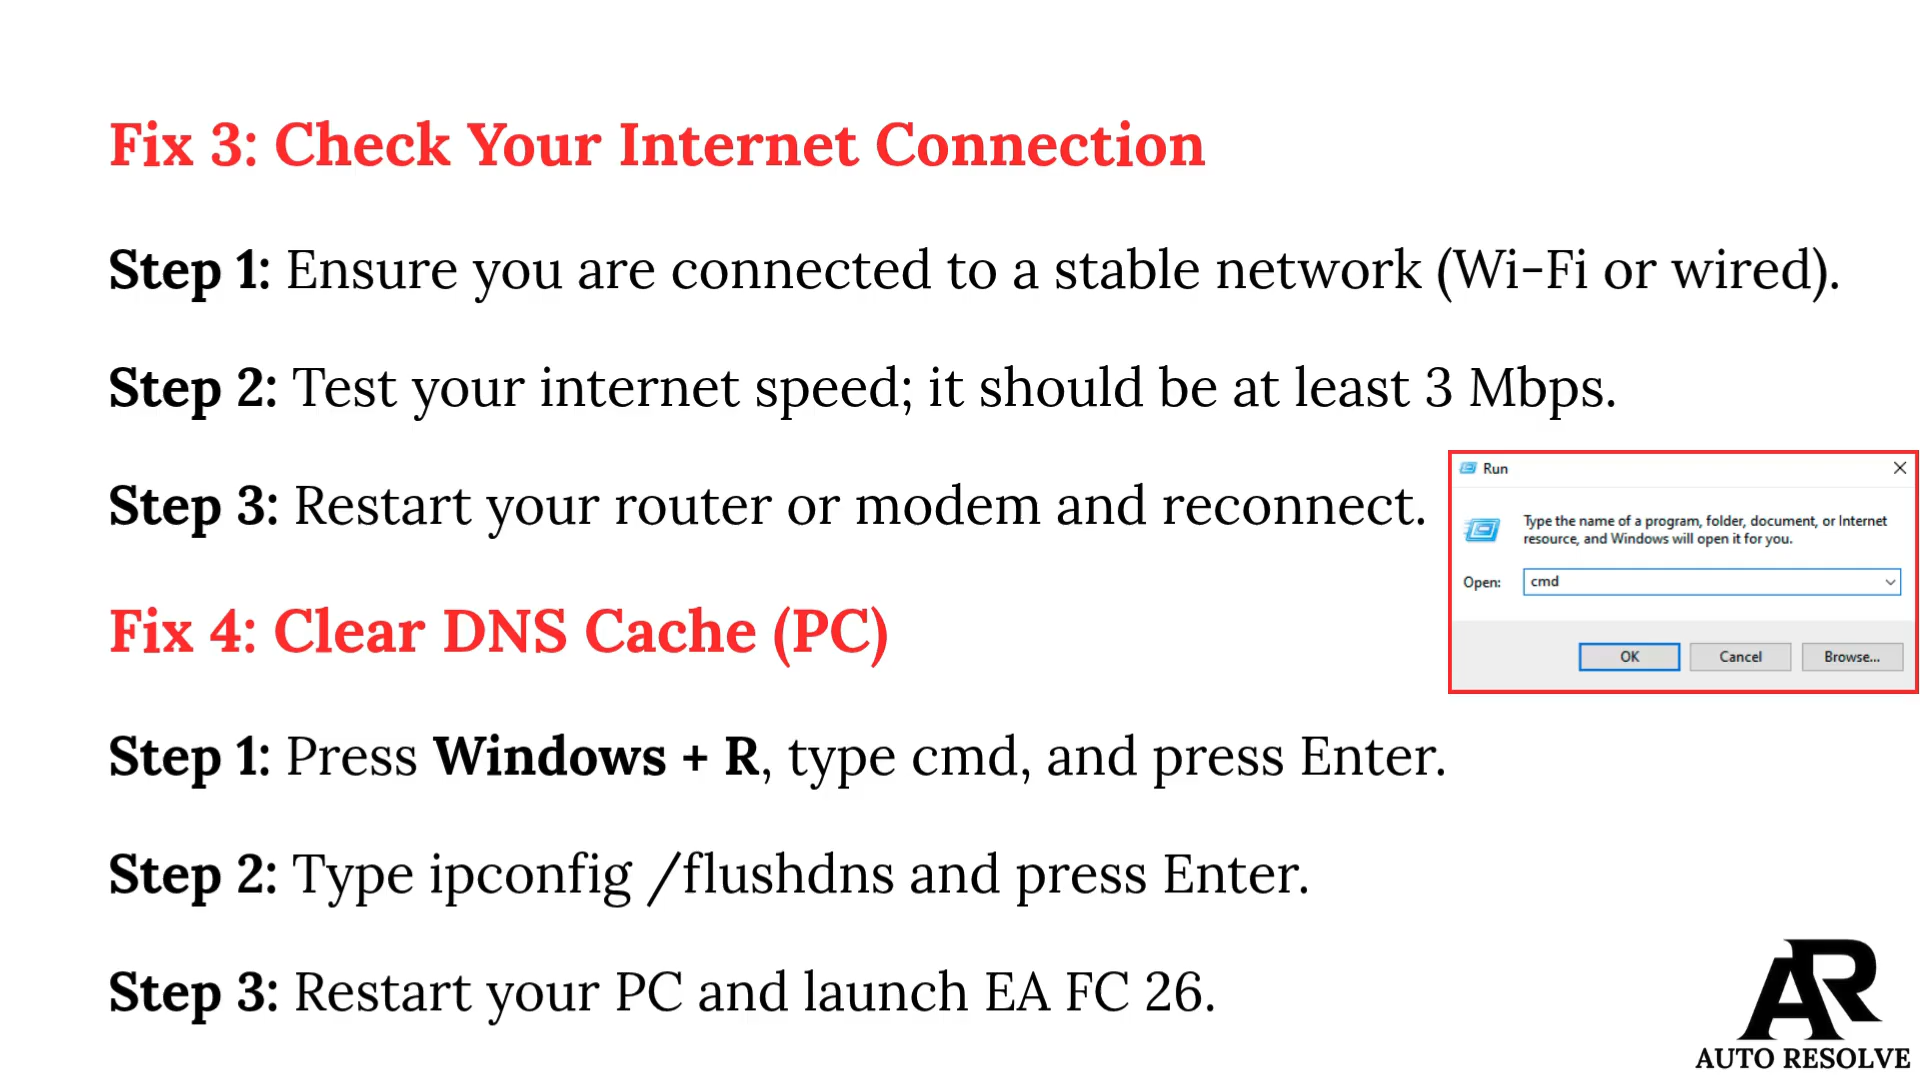 Fix 3: Check Your Internet Connection
Step 1: Ensure you are connected to a stable network (Wi-Fi or wired).
Step 2: Test your internet speed; it should be at least 3 Mbps.
Step 3: Restart your router or modem and reconnect.
Run
Type the name of a program, folder, document, or Internet
resource, and Windows will open it for you.
Open: cmd
OK Cancel Browse...
Fix 4: Clear DNS Cache (PC)
Step 1: Press Windows + R, type cmd, and press Enter.
Step 2: Type ipconfig /flushdns and press Enter.
Step 3: Restart your PC and launch EA FC 26.
AR
AUTO RESOLVE